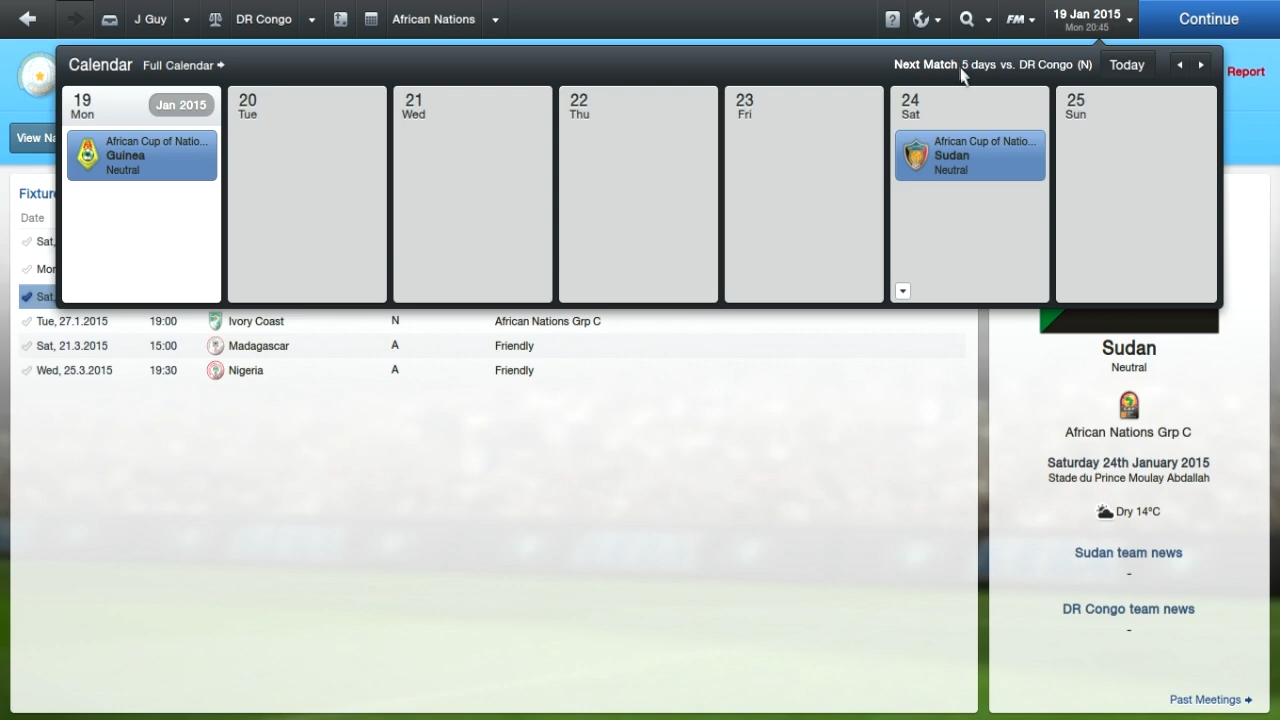 J Guy
DR Congo
African Nations
?
FM
19 Jan 2015
Mon 20:45
Continue
Calendar
Full Calendar
Next Match 5 days vs. DR Congo (N)
Today
Report
19
Mon
Jan 2015
20
Tue
21
Wed
22
Thu
23
Fri
24
Sat
25
Sun
View Na
African Cup of Natio...
Guinea
Neutral
African Cup of Natio...
Sudan
Neutral
Fixture
Date
Sat,
Mon
Sat,
Tue, 27.1.2015 19:00 Ivory Coast N African Nations Grp C
Sat, 21.3.2015 15:00 Madagascar A Friendly
Wed, 25.3.2015 19:30 Nigeria A Friendly
Sudan
Neutral
African Nations Grp C
Saturday 24th January 2015
Stade du Prince Moulay Abdallah
Dry 14°C
Sudan team news
-
DR Congo team news
-
Past Meetings